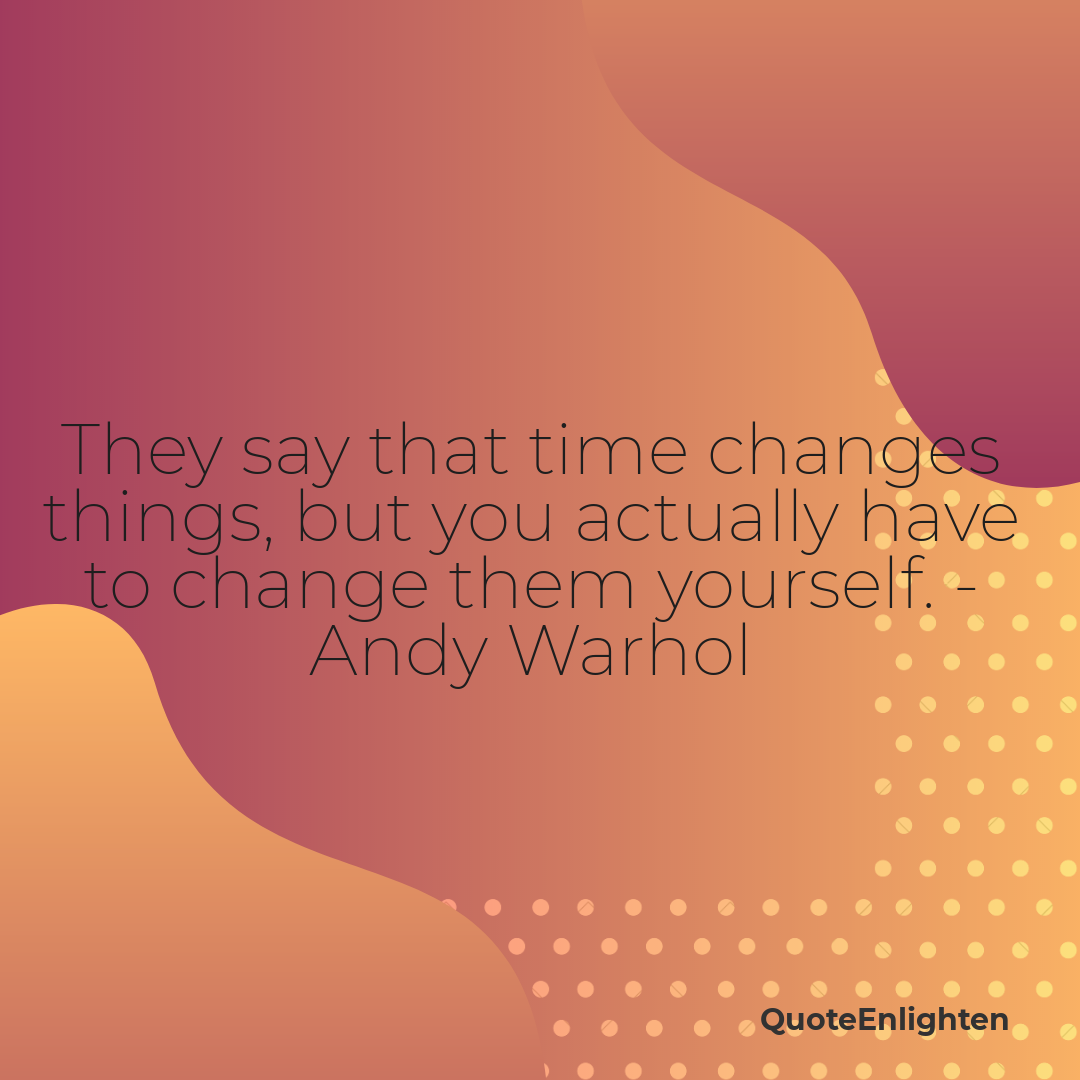 They say that time changes
things, but you actually have
to change them yourself. -
Andy Warhol
QuoteEnlighten